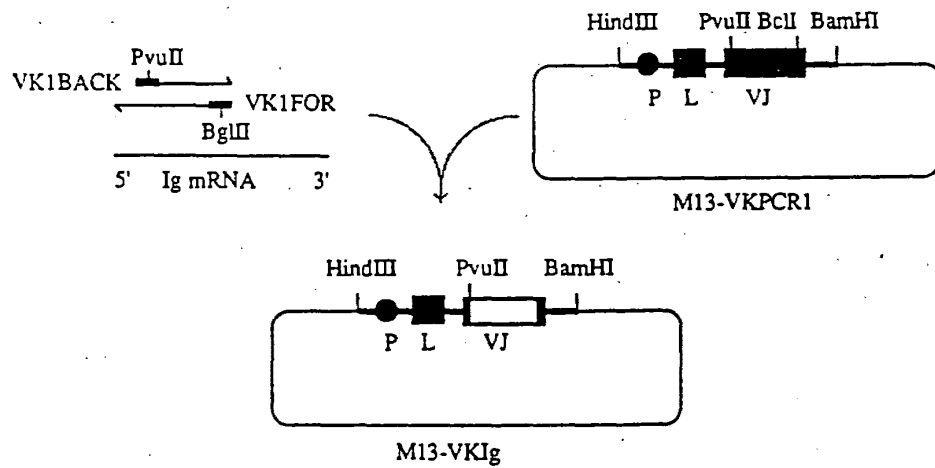 HindIII PvuII BclI BamHI
PvuII
VK1BACK
VK1FOR
BglII
P L VJ
5' Ig mRNA 3'
M13-VKPCR1
HindIII PvuII BamHI
P L VJ
M13-VKIg